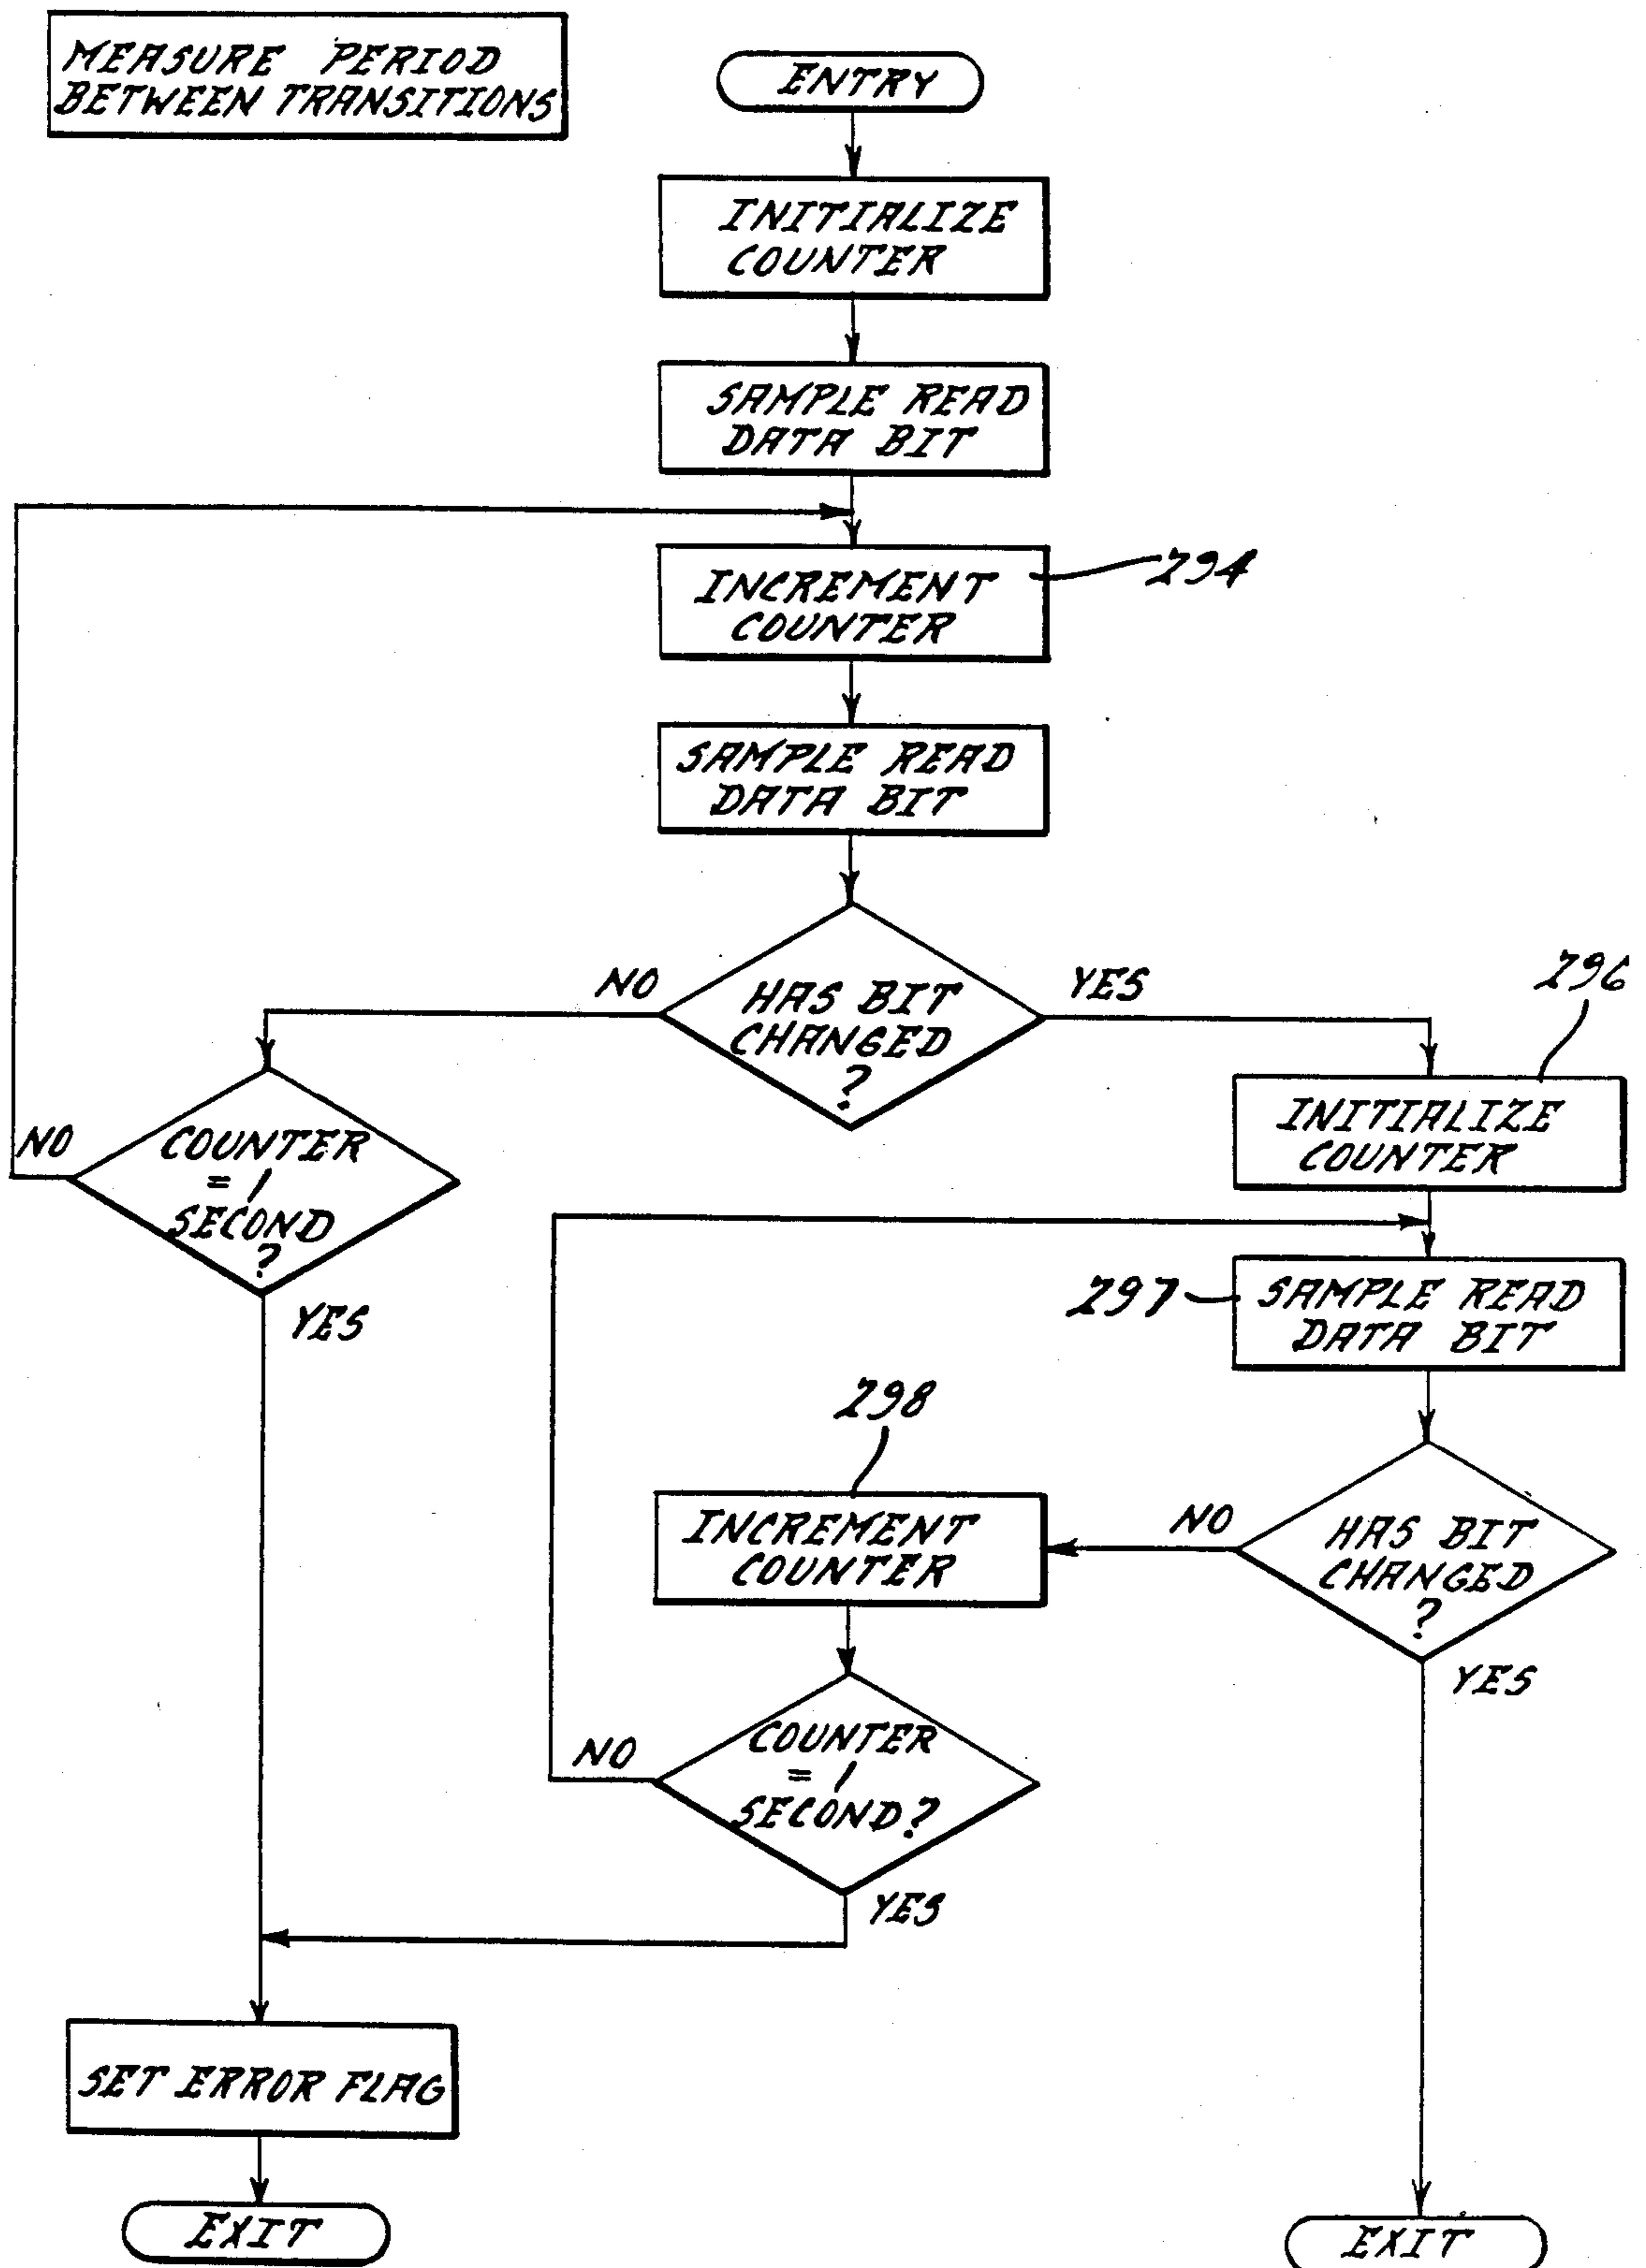 MEASURE PERIOD
BETWEEN TRANSITIONS
ENTRY
INITIALIZE
COUNTER
SAMPLE READ
DATA BIT
INCREMENT
COUNTER
294
SAMPLE READ
DATA BIT
HAS BIT
CHANGED
?
NO
YES
296
INITIALIZE
COUNTER
COUNTER
= 1
SECOND
?
NO
YES
297
SAMPLE READ
DATA BIT
298
INCREMENT
COUNTER
NO
HAS BIT
CHANGED
?
YES
COUNTER
= 1
SECOND?
NO
YES
SET ERROR FLAG
EXIT
EXIT